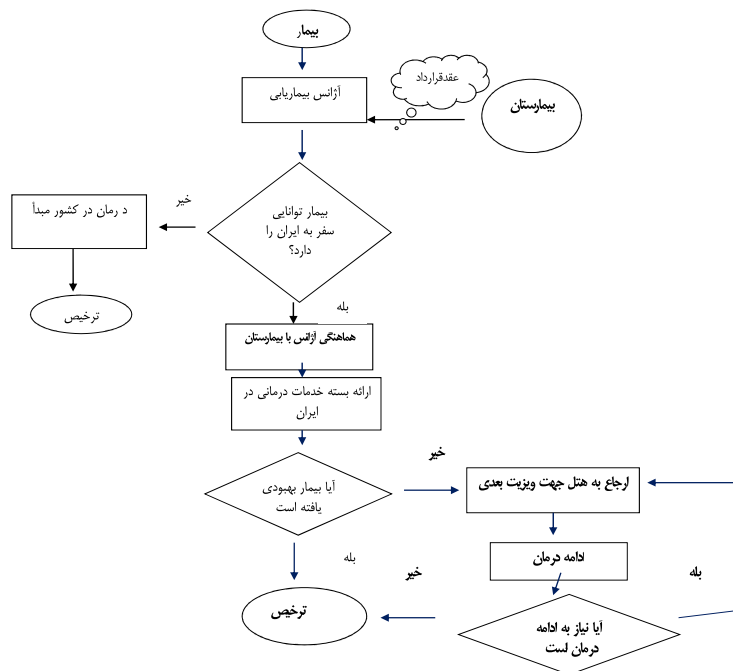 بیمار
عقدقرارداد
آژانس بیماریابی
بیمارستان
بیمار توانایی
سفر به ایران را
دارد؟
خیر
د رمان در کشور مبدأ
ترخیص
بله
هماهنگی آژانس با بیمارستان
ارائه بسته خدمات درمانی در
ایران
آیا بیمار بهبودی
یافته است
خیر
ارجاع به هتل جهت ویزیت بعدی
ادامه درمان
بله
خیر
بله
ترخیص
آیا نیاز به ادامه
درمان است